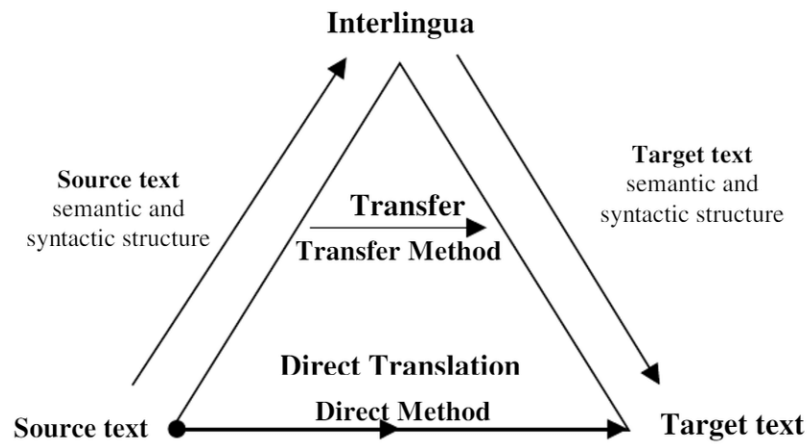 Interlingua
Source text
semantic and
syntactic structure
Target text
semantic and
syntactic structure
Transfer
Transfer Method
Direct Translation
Direct Method
Source text
Target text